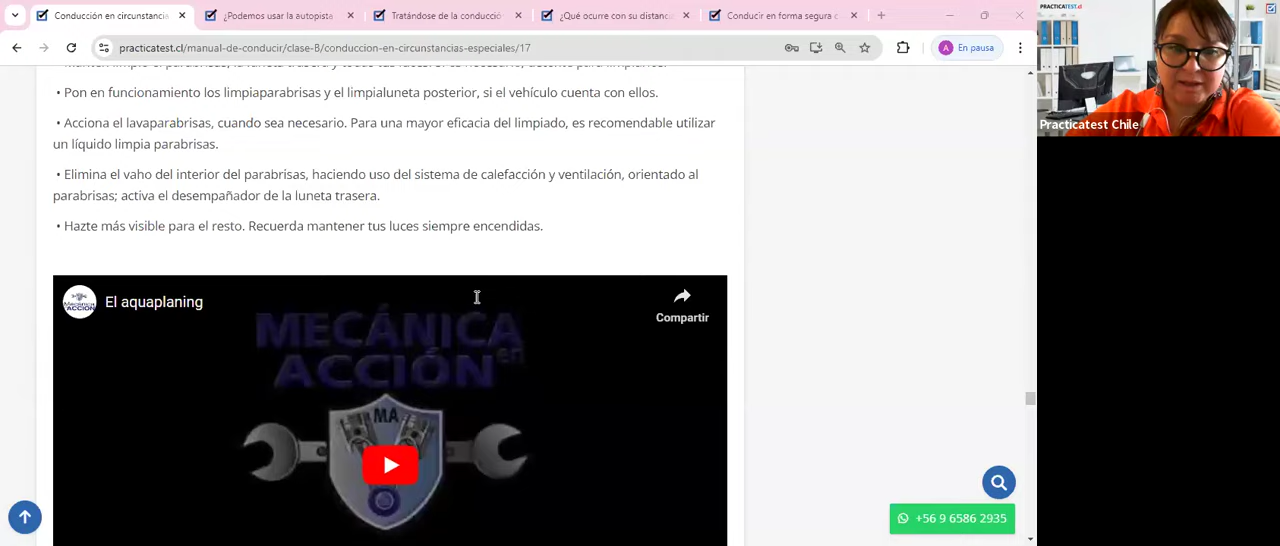 Conducción en circunstancia
¿Podemos usar la autopista
Tratándose de la conducció
¿Qué ocurre con su distanc
Conducir en forma segura c
practicatest.cl/manual-de-conducir/clase-B/conduccion-en-circunstancias-especiales/17
A
En pausa
• Pon en funcionamiento los limpiaparabrisas y el limpialuneta posterior, si el vehículo cuenta con ellos.
• Acciona el lavaparabrisas, cuando sea necesario. Para una mayor eficacia del limpiado, es recomendable utilizar
un líquido limpia parabrisas.
• Elimina el vaho del interior del parabrisas, haciendo uso del sistema de calefacción y ventilación, orientado al
parabrisas; activa el desempañador de la luneta trasera.
• Hazte más visible para el resto. Recuerda mantener tus luces siempre encendidas.
El aquaplaning
Compartir
MECÁNICA
en
ACCIÓN
MA
+56 9 6586 2935
PRACTICATEST.cl
Practicatest Chile